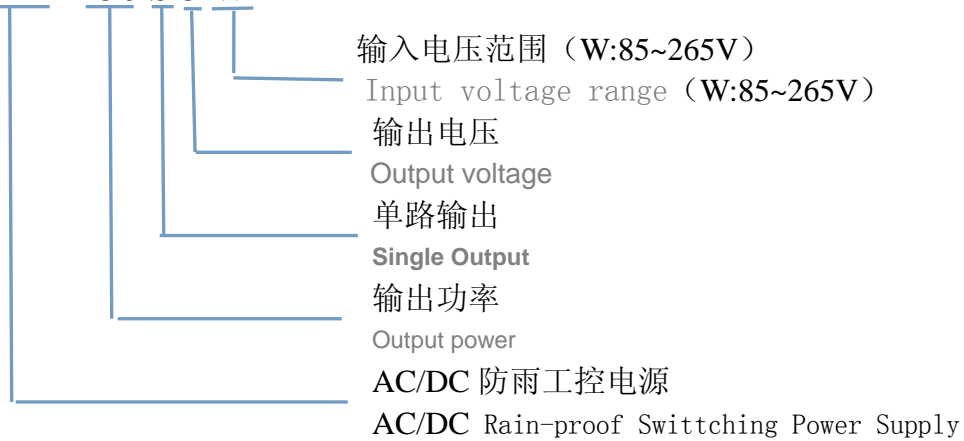 输入电压范围（W:85~265V）
Input voltage range（W:85~265V）
输出电压
Output voltage
单路输出
Single Output
输出功率
Output power
AC/DC 防雨工控电源
AC/DC Rain-proof Swittching Power Supply